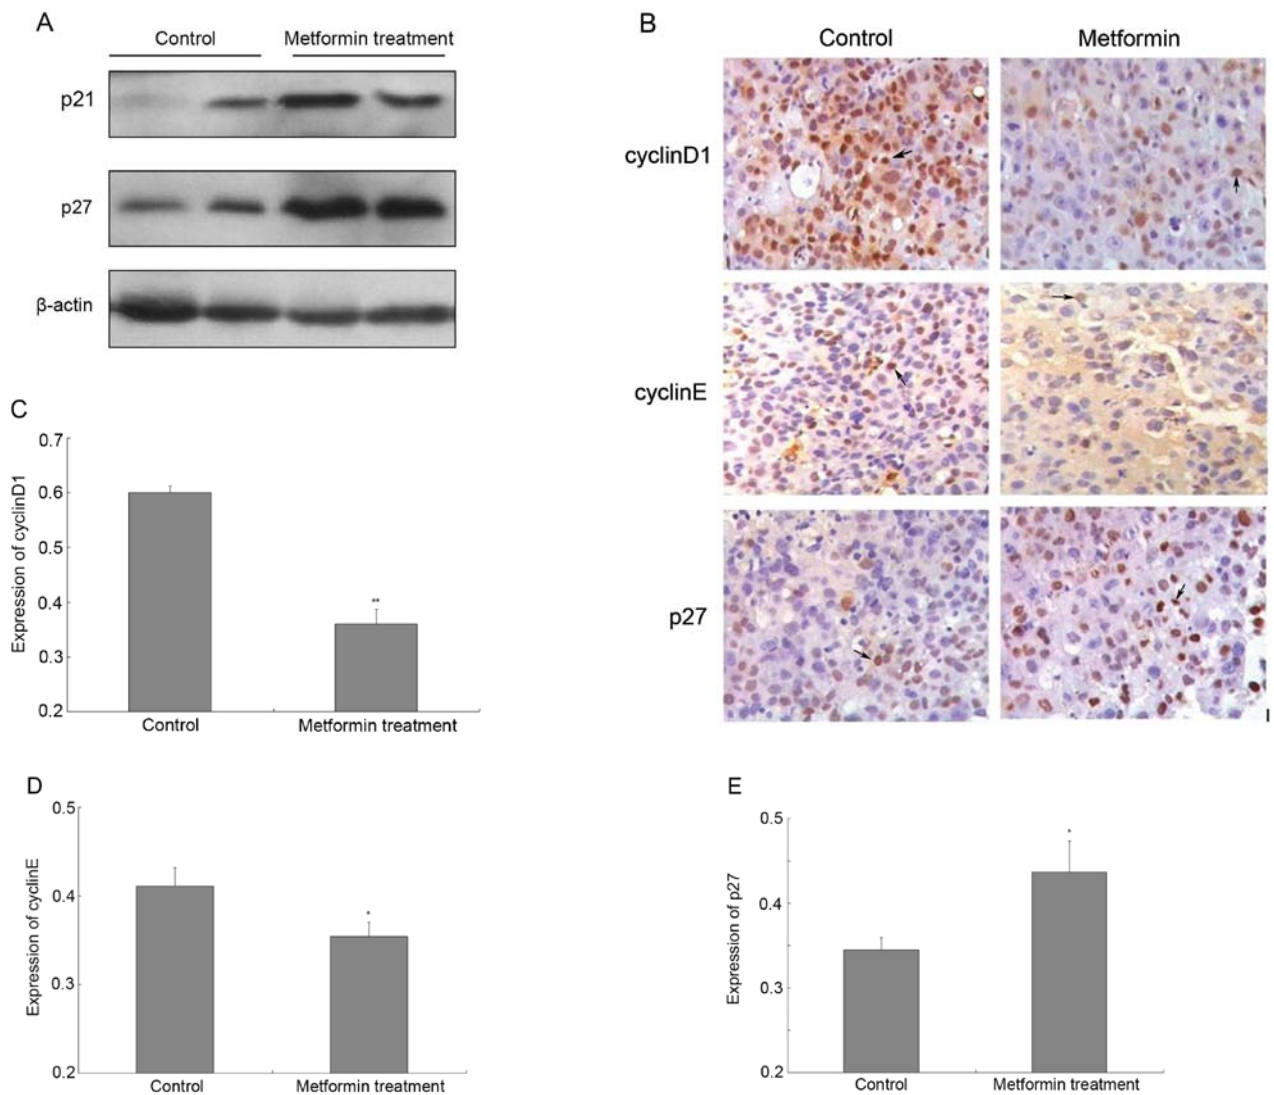 A
Control
Metformin treatment
p21
p27
β-actin
B
Control
Metformin
cyclinD1
cyclinE
p27
C
Expression of cyclinD1
0.7
0.6
0.5
0.4
0.3
0.2
**
Control
Metformin treatment
D
Expression of cyclinE
0.5
0.4
0.3
0.2
*
Control
Metformin treatment
E
Expression of p27
0.5
0.4
0.3
0.2
*
Control
Metformin treatment